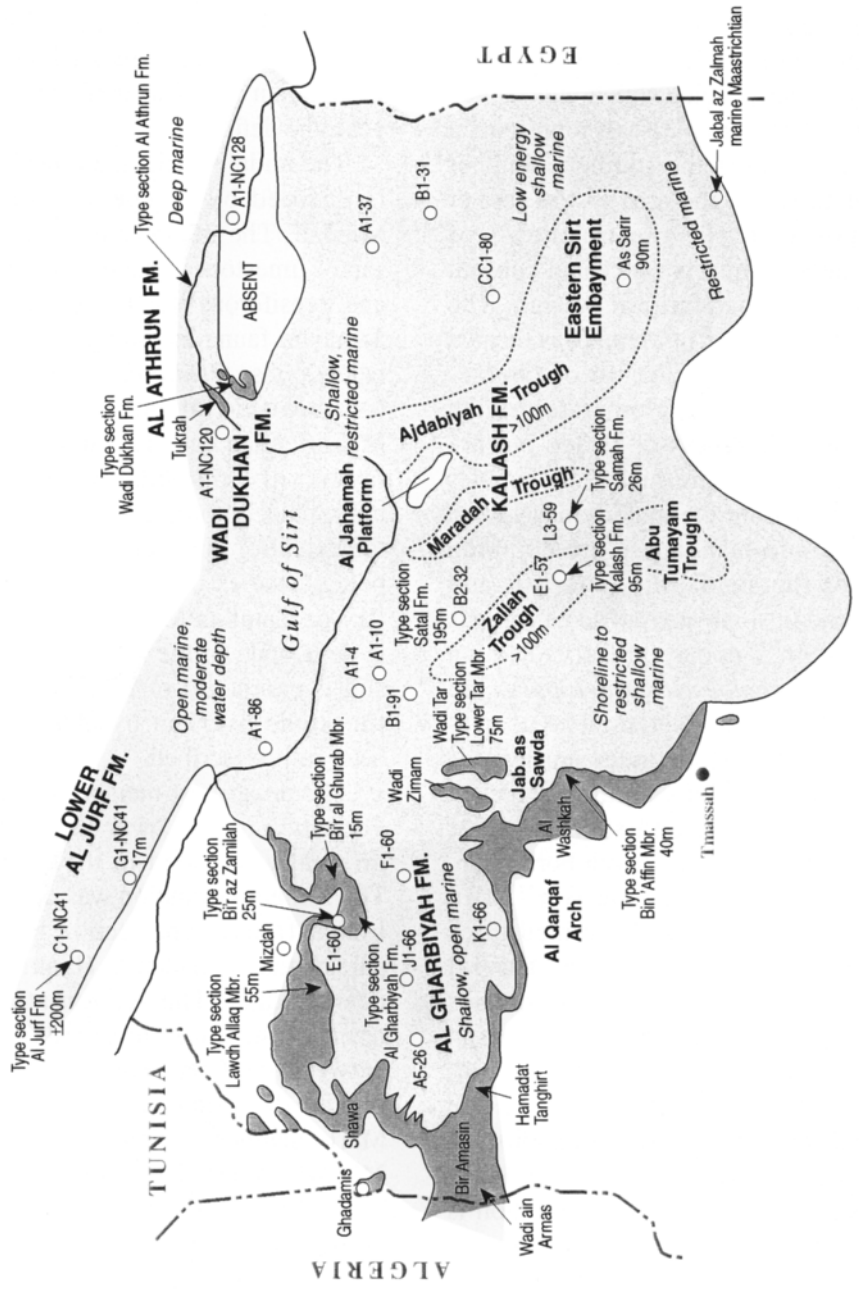 Type section
Al Jurf Fm.
±200m
C1-NC41
G1-NC41
17m
LOWER
AL JURF FM.
TUNISIA
ALGERIA
EGYPT
Open marine,
moderate
water depth
A1-86
Gulf of Sirt
WADI
DUKHAN
FM.
A1-NC120
Tukrah
Type section
Wadi Dukhan Fm.
AL ATHRUN FM.
Type section Al Athrun Fm.
Deep marine
ABSENT
A1-NC128
Shallow,
restricted marine
Al Jahamah
Platform
Type section
Lawdh Allaq Mbr.
55m
Mizdah
Type section
Bi'r az Zamilah
25m
E1-60
Type section
Bi'r al Ghurab Mbr.
15m
Type section
Al Gharbiyah Fm.
Ghadamis
Shawa
A5-26
J1-66
F1-60
AL GHARBIYAH FM.
Shallow, open marine
K1-66
Bir Amasin
Wadi ain
Armas
Hamadat
Tanghirt
Al Qarqaf
Arch
Wadi
Zimam
Wadi Tar
Type section
Lower Tar Mbr.
75m
Jab. as
Sawda
Al
Washkah
Type section
Bin 'Affin Mbr.
40m
Tmassah
A1-4
A1-10
B1-91
Type section
Satal Fm.
195m
B2-32
Zallah
Trough
>100m
Shoreline to
restricted
shallow
marine
E1-57
Type section
Kalash Fm.
95m
Abu
Tumayam
Trough
L3-59
Type section
Samah Fm.
26m
Maradah
Trough
KALASH FM.
Ajdabiyah
Trough
>100m
Eastern Sirt
Embayment
As Sarir
90m
A1-37
B1-31
CC1-80
Low energy
shallow
marine
Restricted marine
Jabal az Zalmah
marine Maastrichtian